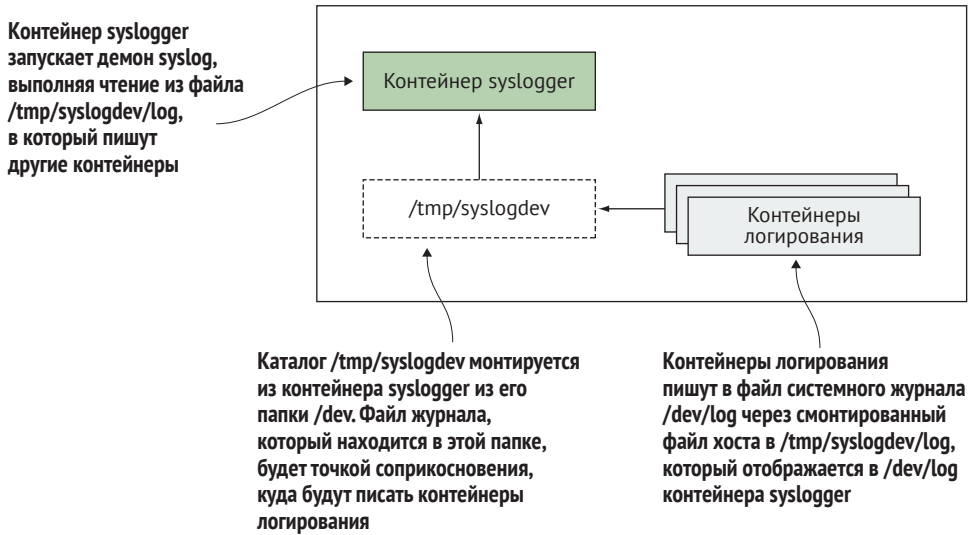 Контейнер syslogger
запускает демон syslog,
выполняя чтение из файла
/tmp/syslogdev/log,
в который пишут
другие контейнеры
Контейнер syslogger
/tmp/syslogdev
Контейнеры
логирования
Каталог /tmp/syslogdev монтируется
из контейнера syslogger из его
папки /dev. Файл журнала,
который находится в этой папке,
будет точкой соприкосновения,
куда будут писать контейнеры
логирования
Контейнеры логирования
пишут в файл системного журнала
/dev/log через смонтированный
файл хоста в /tmp/syslogdev/log,
который отображается в /dev/log
контейнера syslogger